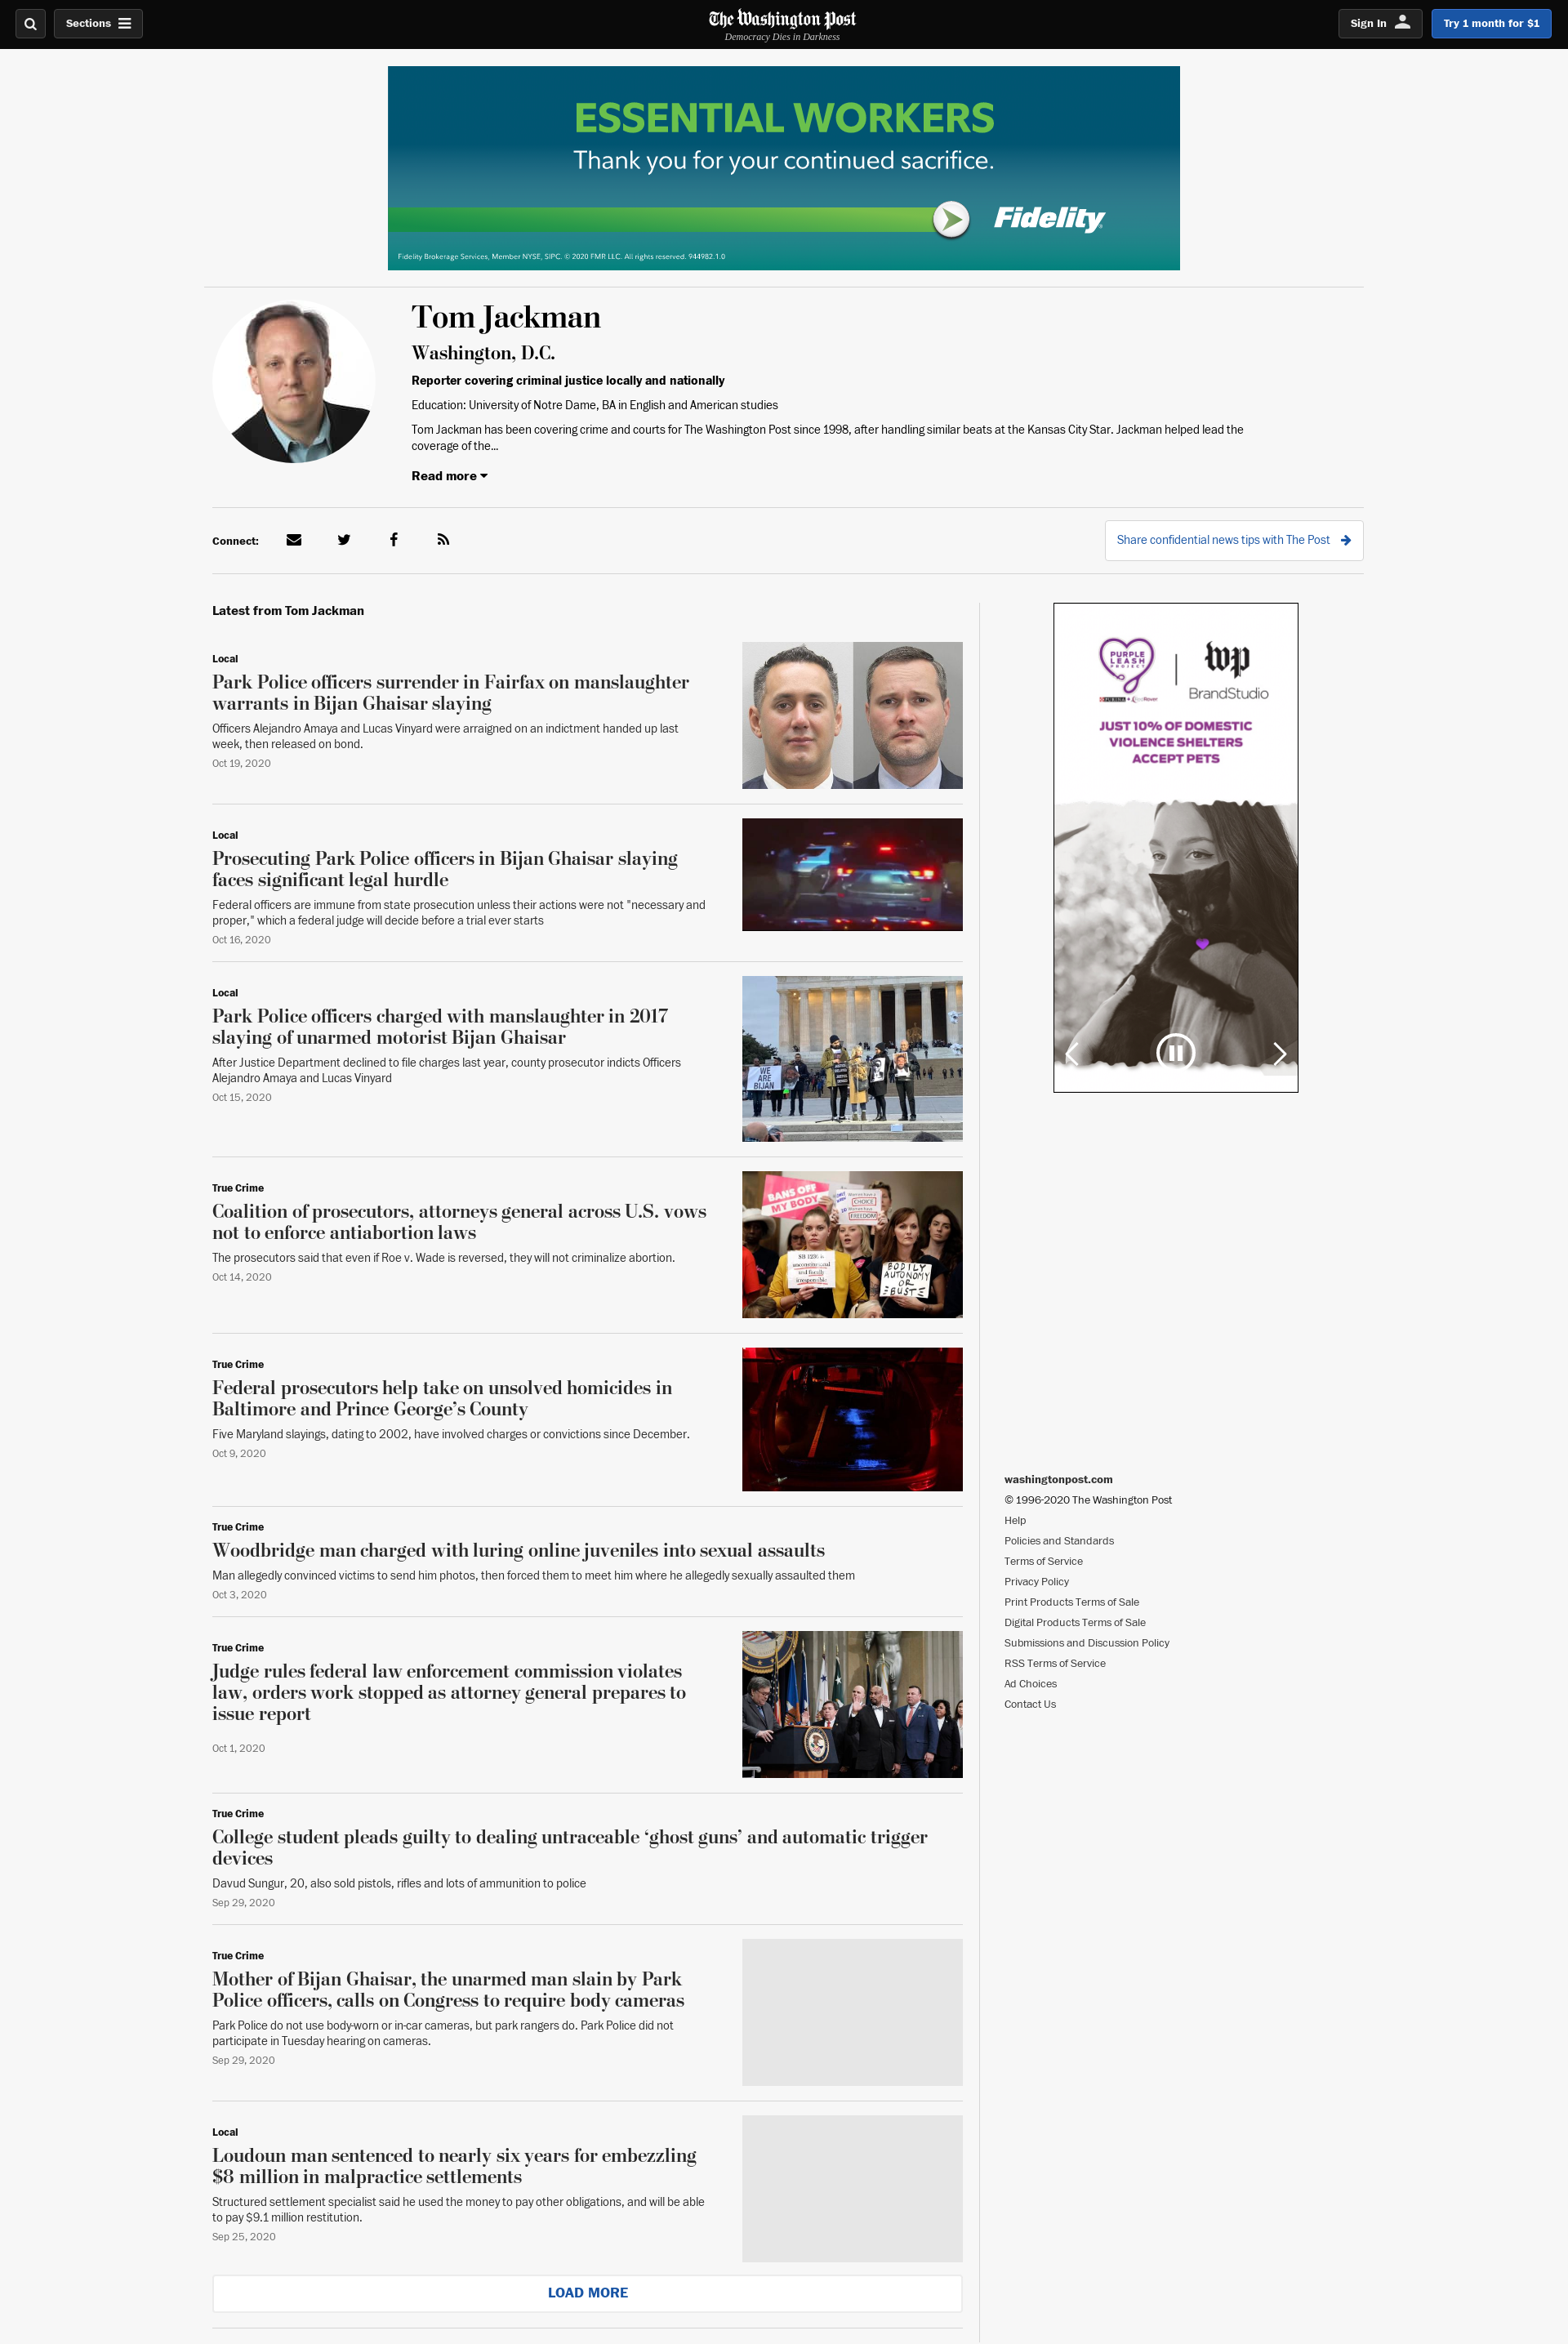 Sections
The Washington Post
Democracy Dies in Darkness
Sign In
Try 1 month for $1
ESSENTIAL WORKERS
Thank you for your continued sacrifice.
Fidelity
Fidelity Brokerage Services, Member NYSE, SIPC. © 2020 FMR LLC. All rights reserved. 944982.1.0
Tom Jackman
Washington, D.C.
Reporter covering criminal justice locally and nationally
Education: University of Notre Dame, BA in English and American studies
Tom Jackman has been covering crime and courts for The Washington Post since 1998, after handling similar beats at the Kansas City Star. Jackman helped lead the
coverage of the...
Read more
Connect:
Share confidential news tips with The Post
Latest from Tom Jackman
Local
Park Police officers surrender in Fairfax on manslaughter
warrants in Bijan Ghaisar slaying
Officers Alejandro Amaya and Lucas Vinyard were arraigned on an indictment handed up last
week, then released on bond.
Oct 19, 2020
Local
Prosecuting Park Police officers in Bijan Ghaisar slaying
faces significant legal hurdle
Federal officers are immune from state prosecution unless their actions were not "necessary and
proper," which a federal judge will decide before a trial ever starts
Oct 16, 2020
Local
Park Police officers charged with manslaughter in 2017
slaying of unarmed motorist Bijan Ghaisar
After Justice Department declined to file charges last year, county prosecutor indicts Officers
Alejandro Amaya and Lucas Vinyard
Oct 15, 2020
WE
ARE
BIJAN
True Crime
Coalition of prosecutors, attorneys general across U.S. vows
not to enforce antiabortion laws
The prosecutors said that even if Roe v. Wade is reversed, they will not criminalize abortion.
Oct 14, 2020
BANS OFF
MY BODY
CHOICE
FREEDOM
BODILY
AUTONOMY
OR
BUST
True Crime
Federal prosecutors help take on unsolved homicides in
Baltimore and Prince George’s County
Five Maryland slayings, dating to 2002, have involved charges or convictions since December.
Oct 9, 2020
True Crime
Woodbridge man charged with luring online juveniles into sexual assaults
Man allegedly convinced victims to send him photos, then forced them to meet him where he allegedly sexually assaulted them
Oct 3, 2020
True Crime
Judge rules federal law enforcement commission violates
law, orders work stopped as attorney general prepares to
issue report
Oct 1, 2020
True Crime
College student pleads guilty to dealing untraceable ‘ghost guns’ and automatic trigger
devices
Davud Sungur, 20, also sold pistols, rifles and lots of ammunition to police
Sep 29, 2020
True Crime
Mother of Bijan Ghaisar, the unarmed man slain by Park
Police officers, calls on Congress to require body cameras
Park Police do not use body-worn or in-car cameras, but park rangers do. Park Police did not
participate in Tuesday hearing on cameras.
Sep 29, 2020
Local
Loudoun man sentenced to nearly six years for embezzling
$8 million in malpractice settlements
Structured settlement specialist said he used the money to pay other obligations, and will be able
to pay $9.1 million restitution.
Sep 25, 2020
LOAD MORE
PURPLE
LEASH
PROJECT
wp
BrandStudio
JUST 10% OF DOMESTIC
VIOLENCE SHELTERS
ACCEPT PETS
washingtonpost.com
© 1996-2020 The Washington Post
Help
Policies and Standards
Terms of Service
Privacy Policy
Print Products Terms of Sale
Digital Products Terms of Sale
Submissions and Discussion Policy
RSS Terms of Service
Ad Choices
Contact Us